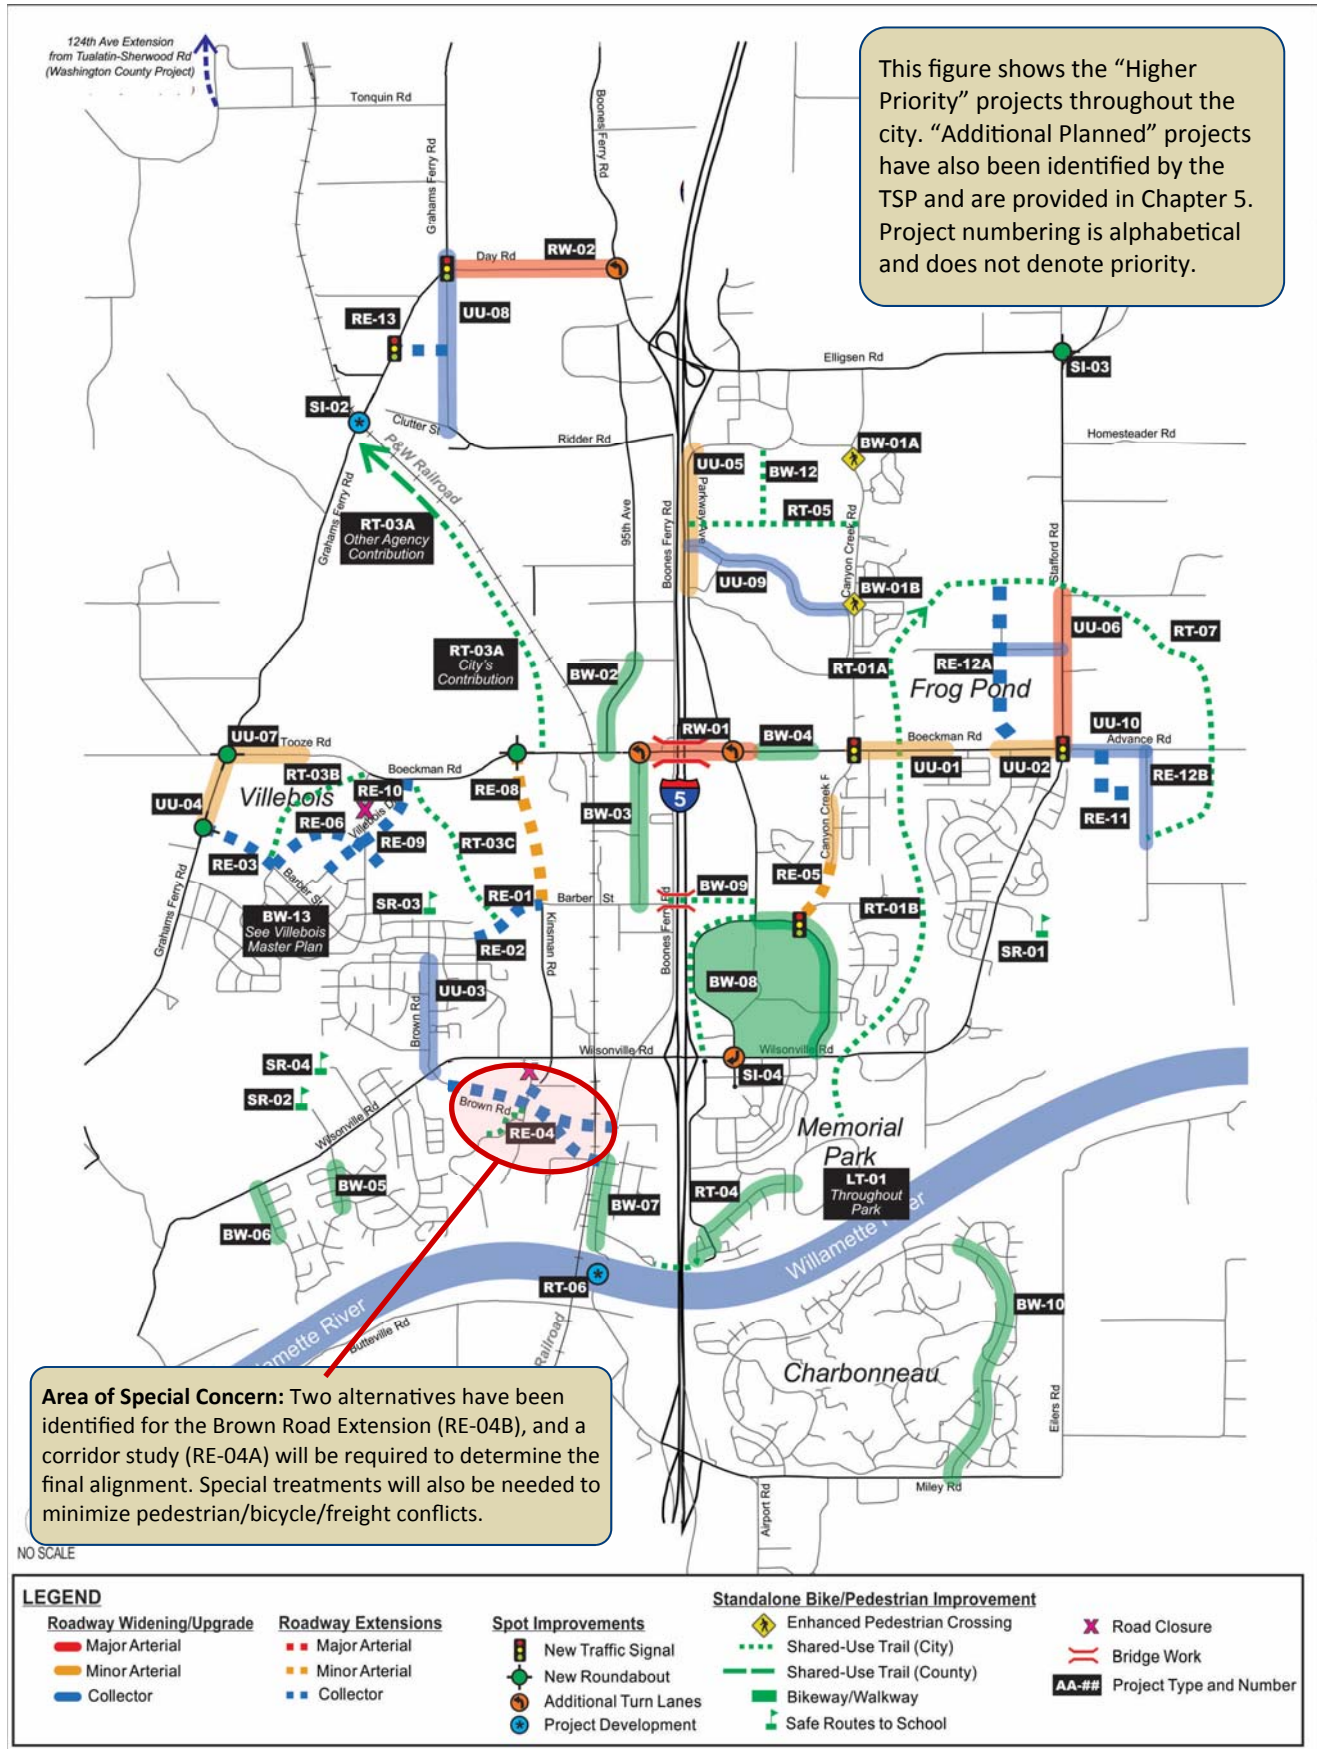 124th Ave Extension
from Tualatin-Sherwood Rd
(Washington County Project)
This figure shows the “Higher
Priority” projects throughout the
city. “Additional Planned” projects
have also been identified by the
TSP and are provided in Chapter 5.
Project numbering is alphabetical
and does not denote priority.
Tonquin Rd
Grahams Ferry Rd
Boones Ferry Rd
RW-02
Day Rd
RE-13
UU-08
Elligsen Rd
SI-03
SI-02
Clutter St
P&W Railroad
Ridder Rd
Homesteader Rd
BW-01A
UU-05
BW-12
Parkway Ave
RT-05
95th Ave
Boones Ferry Rd
Canyon Creek Rd
Stafford Rd
Grahams Ferry Rd
RT-03A
Other Agency
Contribution
UU-09
BW-01B
UU-06
RT-07
RT-03A
City's
Contribution
BW-02
RT-01A
RE-12A
Frog Pond
UU-07
Tooze Rd
RW-01
BW-04
Boeckman Rd
UU-10
Advance Rd
RT-03B
Boeckman Rd
UU-01
UU-02
RE-12B
UU-04
Villebois
RE-10
RE-08
5
RE-06
Villebois D
BW-03
Canyon Creek F
RE-11
RE-03
RE-09
RT-03C
Barber St
RE-05
BW-09
SR-03
RE-01
Barber St
RT-01B
BW-13
See Villebois
Master Plan
RE-02
Kinsman Rd
Boones Ferry Rd
SR-01
Grahams Ferry Rd
UU-03
BW-08
Brown Rd
Wilsonville Rd
Wilsonville Rd
SR-04
SI-04
SR-02
Brown Rd
Wilsonville Rd
RE-04
Memorial
Park
LT-01
Throughout
Park
BW-05
BW-07
RT-04
BW-06
Willamette River
RT-06
BW-10
amette River
Butteville Rd
Railroad
Charbonneau
Eilers Rd
Area of Special Concern: Two alternatives have been
identified for the Brown Road Extension (RE-04B), and a
corridor study (RE-04A) will be required to determine the
final alignment. Special treatments will also be needed to
minimize pedestrian/bicycle/freight conflicts.
Miley Rd
Airport Rd
NO SCALE
LEGEND
Roadway Widening/Upgrade
Major Arterial
Minor Arterial
Collector
Roadway Extensions
Major Arterial
Minor Arterial
Collector
Spot Improvements
New Traffic Signal
New Roundabout
Additional Turn Lanes
Project Development
Standalone Bike/Pedestrian Improvement
Enhanced Pedestrian Crossing
Shared-Use Trail (City)
Shared-Use Trail (County)
Bikeway/Walkway
Safe Routes to School
Road Closure
Bridge Work
AA-## Project Type and Number